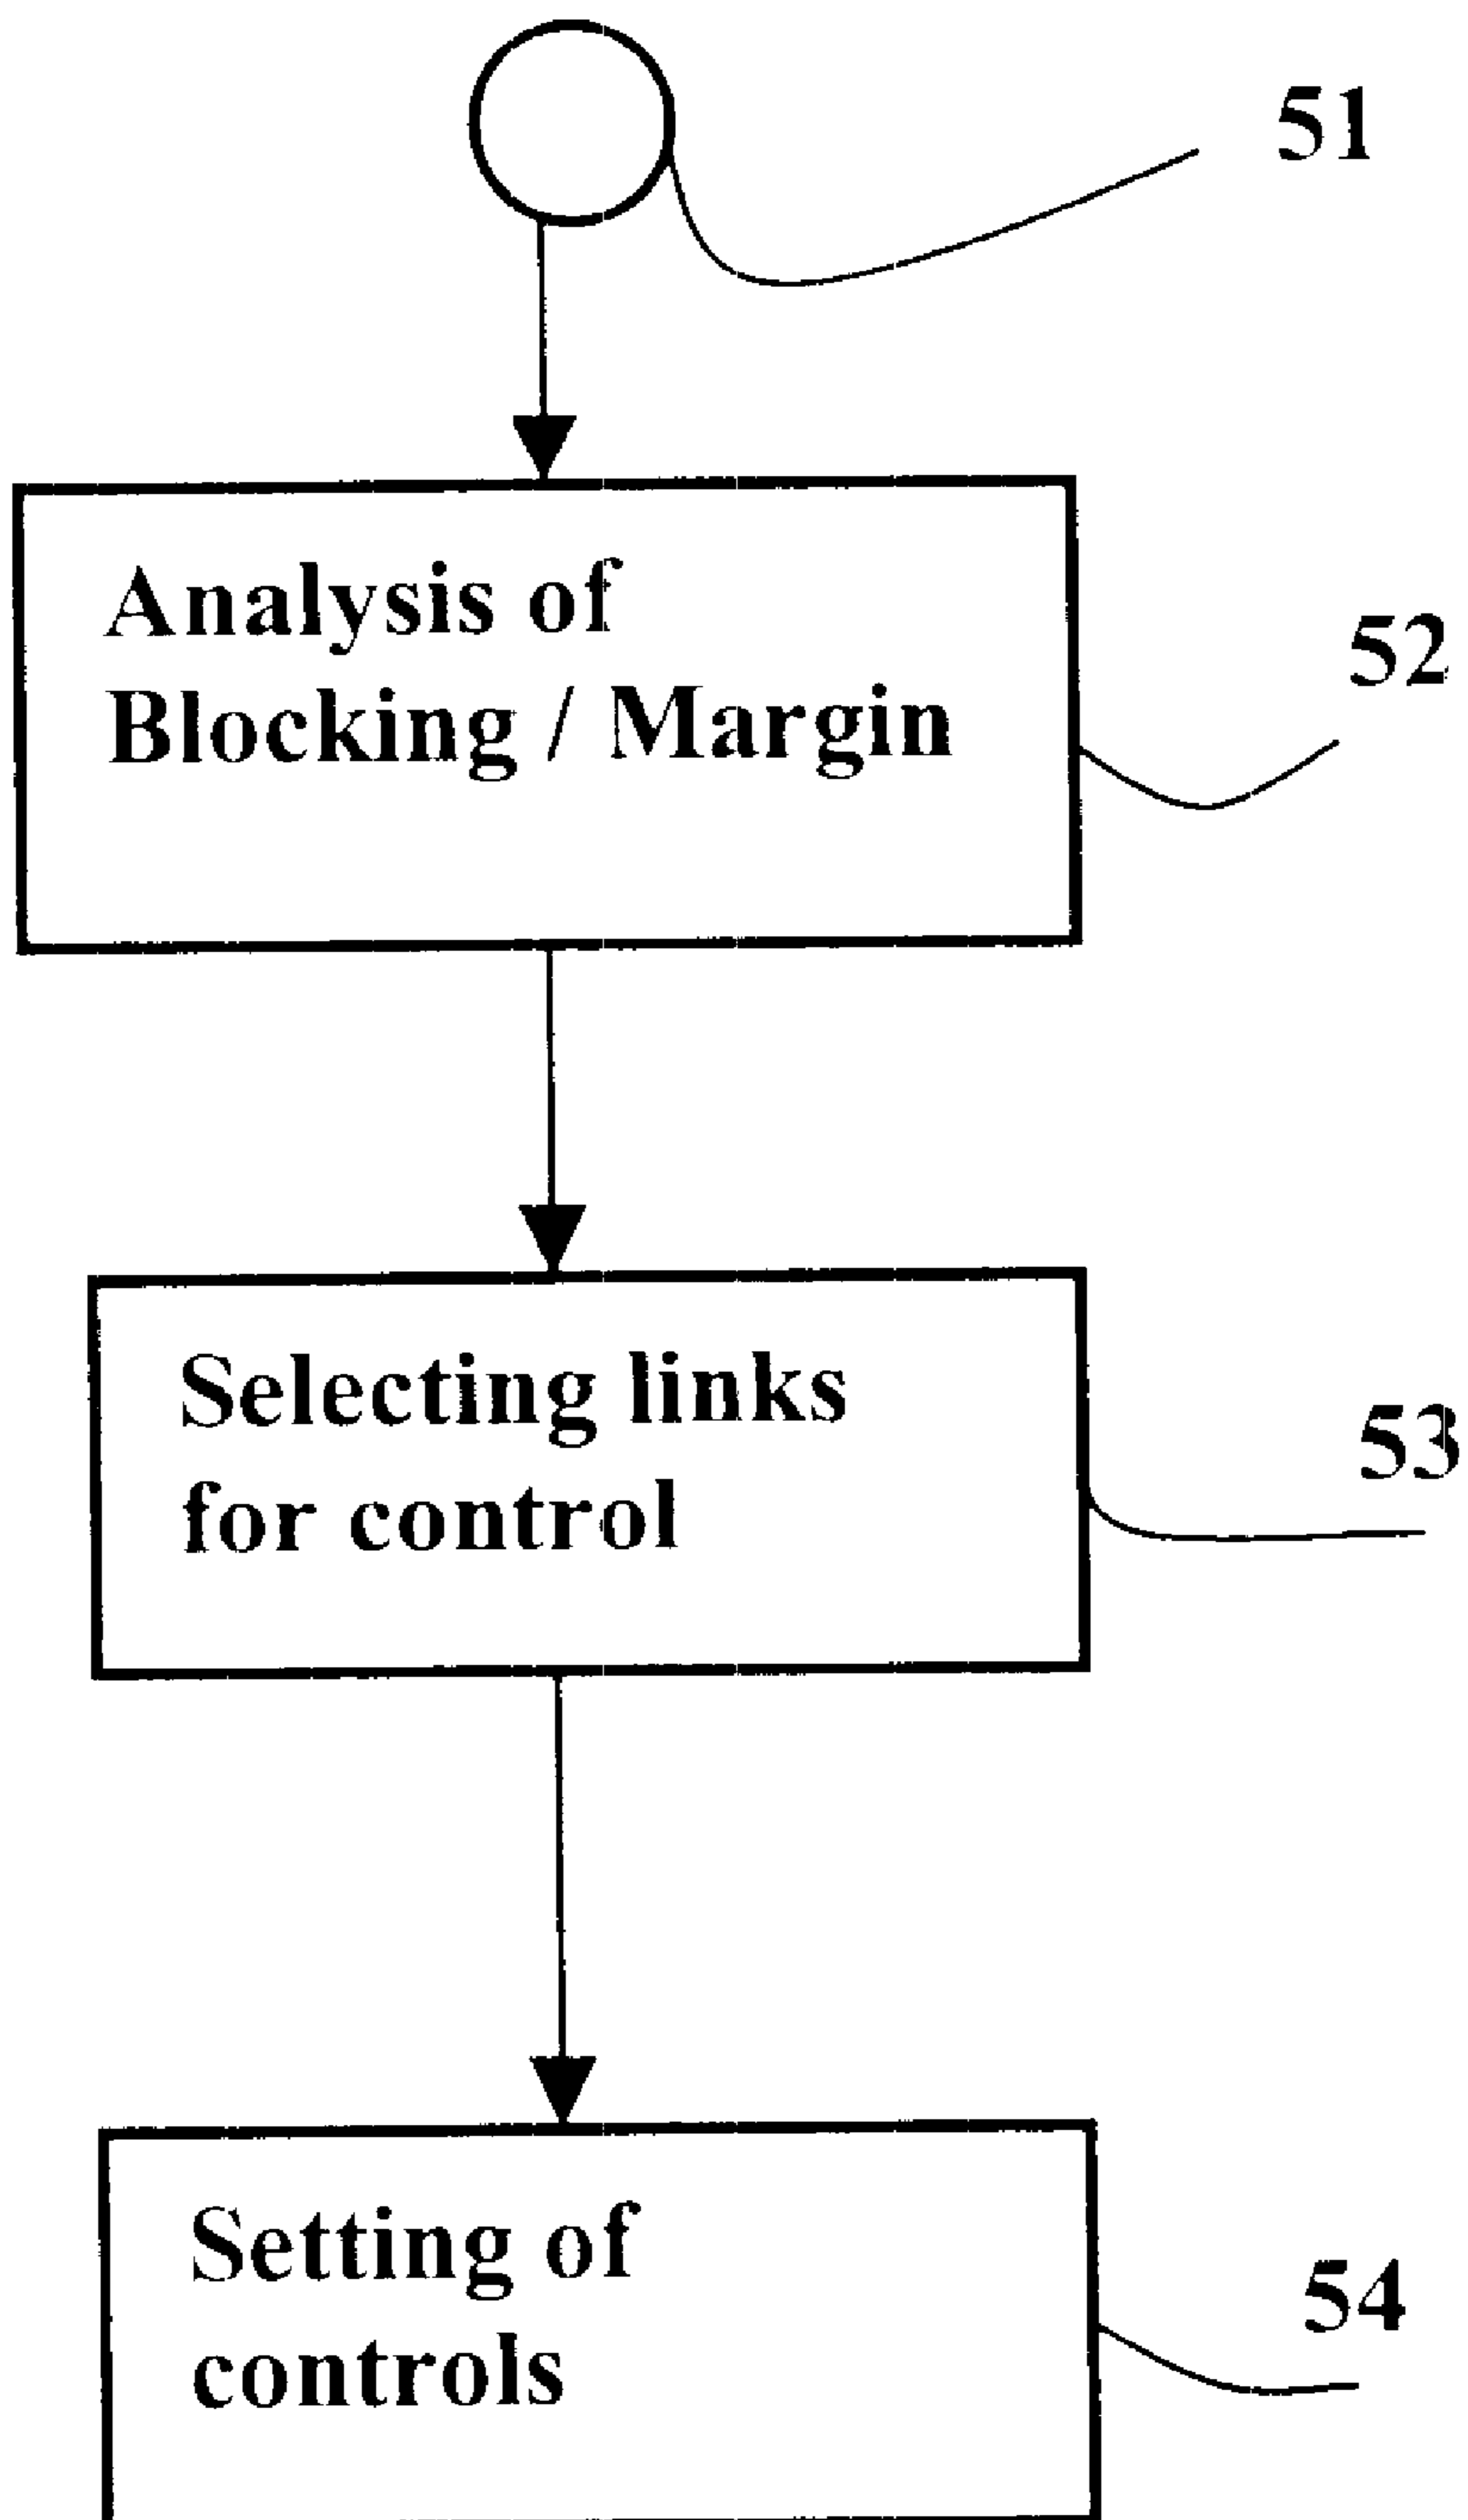 51
Analysis of
Blocking / Margin
52
Selecting links
for control
53
Setting of
controls
54